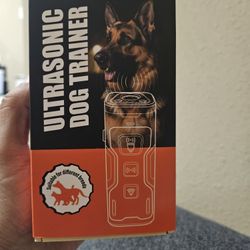 ULTRASONIC
DOG TRAINER
Suitable for different breeds